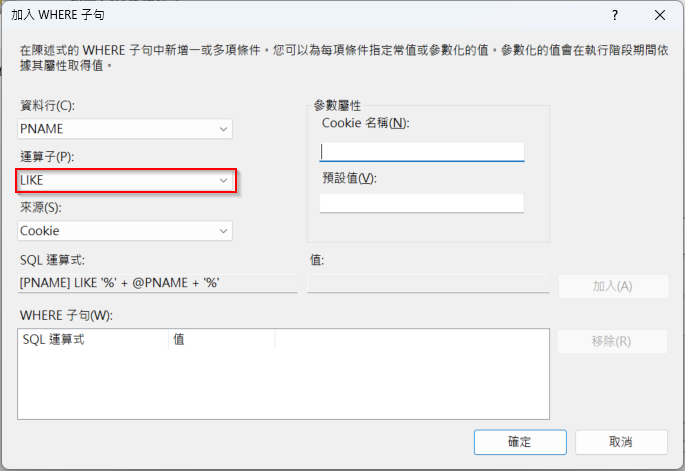 加入 WHERE 子句
?
在陳述式的 WHERE 子句中新增一或多項條件。您可以為每項條件指定常值或參數化的值。參數化的值會在執行階段期間依
據其屬性取得值。
資料行(C):
PNAME
運算子(P):
LIKE
來源(S):
Cookie
參數屬性
Cookie 名稱(N):
預設值(V):
SQL 運算式:
[PNAME] LIKE '%' + @PNAME + '%'
值:
加入(A)
WHERE 子句(W):
SQL 運算式 值
移除(R)
確定
取消